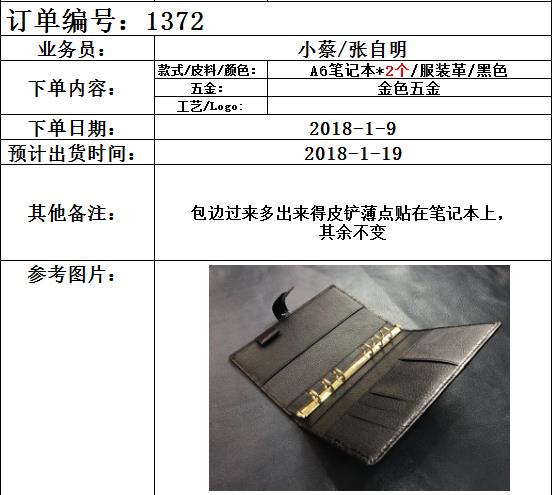 订单编号：1372
业务员： 小蔡/张自明
下单内容：
款式/皮料/颜色： A6笔记本*2个/服装革/黑色
五金： 金色五金
工艺/Logo：
下单日期： 2018-1-9
预计出货时间： 2018-1-19
其他备注： 包边过来多出来得皮铲薄点贴在笔记本上，
其余不变
参考图片：